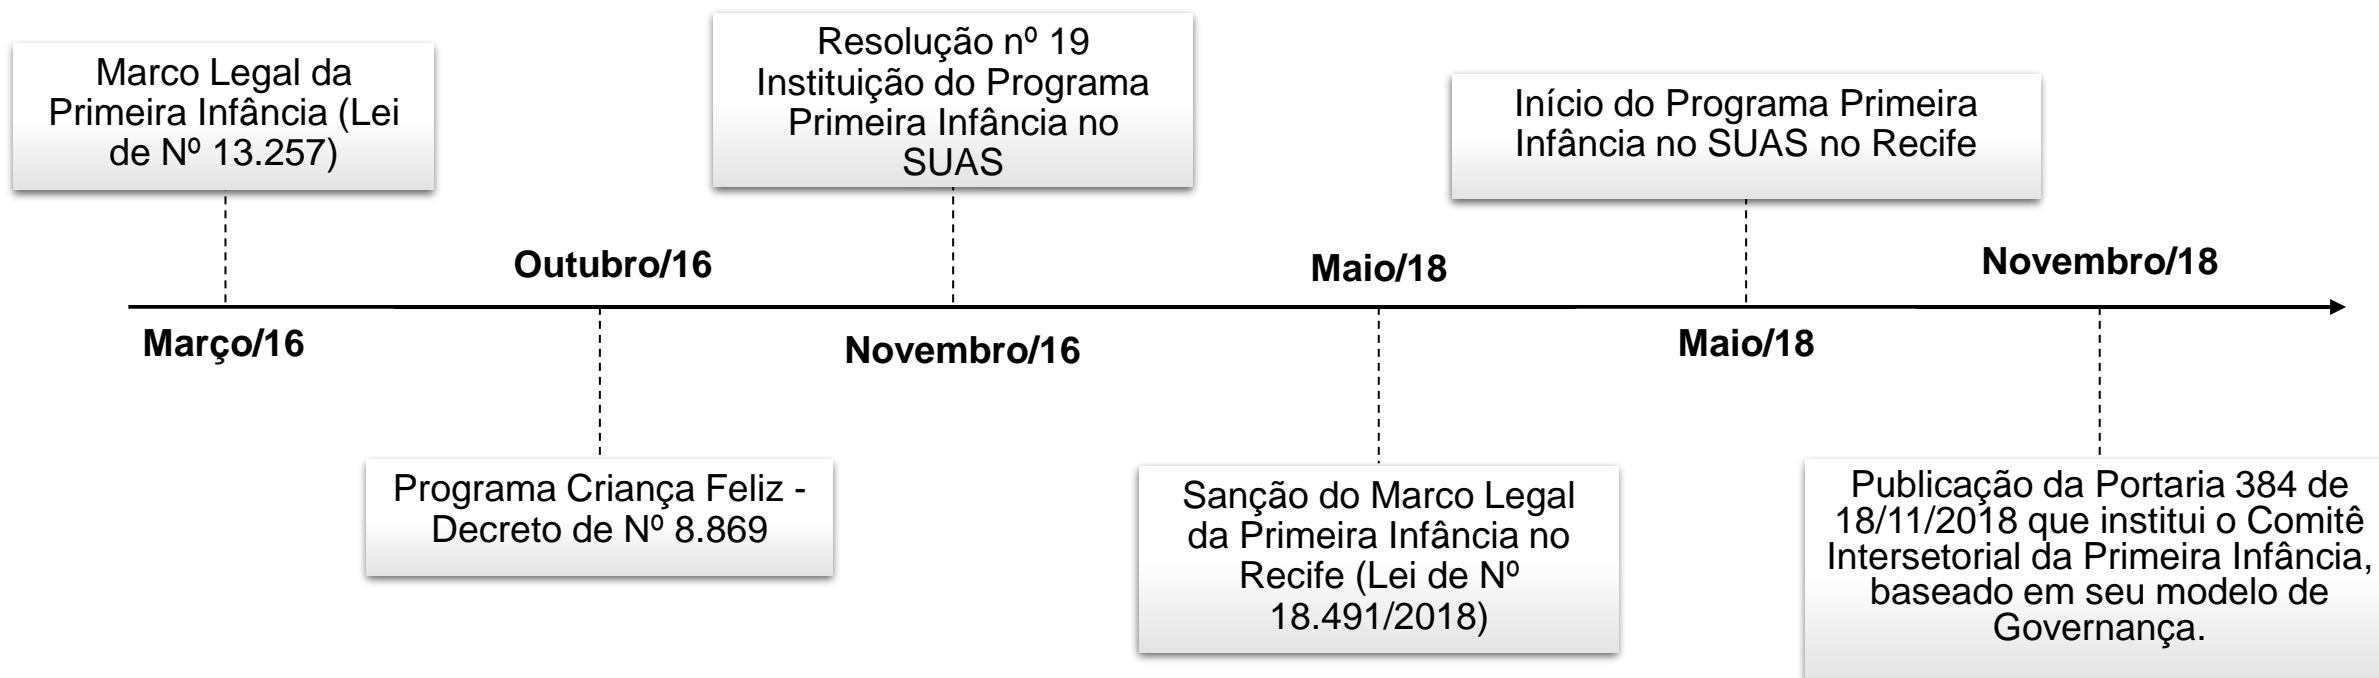 Marco Legal da
Primeira Infância (Lei
de Nº 13.257)
Março/16
Outubro/16
Programa Criança Feliz -
Decreto de Nº 8.869
Resolução nº 19
Instituição do Programa
Primeira Infância no
SUAS
Novembro/16
Maio/18
Sanção do Marco Legal
da Primeira Infância no
Recife (Lei de Nº
18.491/2018)
Início do Programa Primeira
Infância no SUAS no Recife
Maio/18
Novembro/18
Publicação da Portaria 384 de
18/11/2018 que institui o Comitê
Intersetorial da Primeira Infância,
baseado em seu modelo de
Governança.